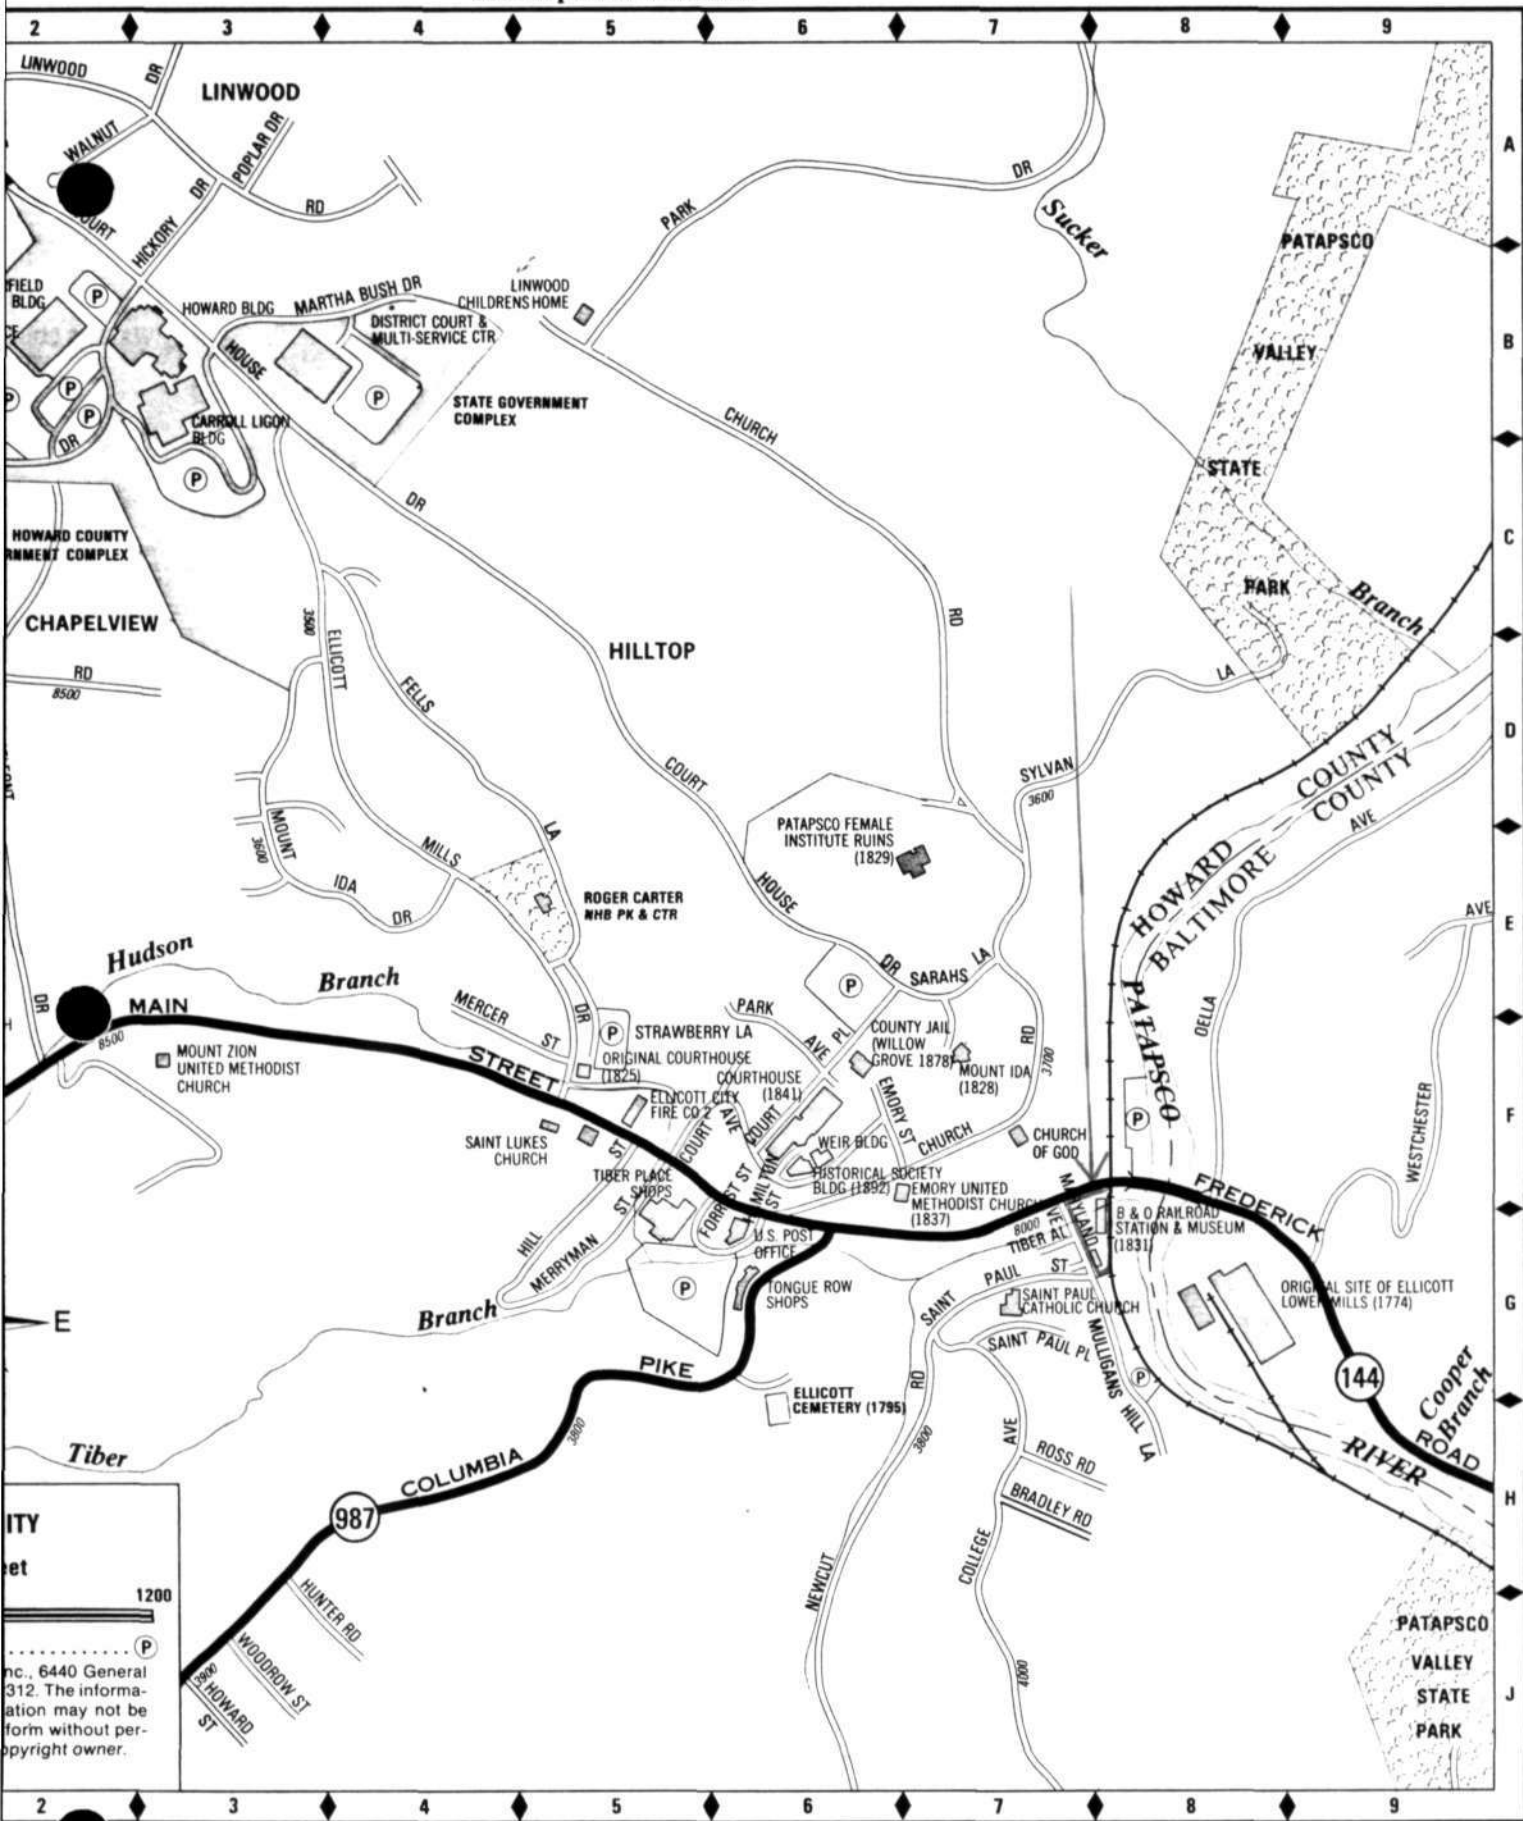 2 3 4 5 6 7 8 9
LINWOOD
DR
LINWOOD
WALNUT
POPLAR DR
A
DR
RD
COURT
HICKORY
DR
PARK
Sucker
PATAPSCO
FIELD
BLDG
P
HOWARD BLDG
MARTHA BUSH DR
LINWOOD
CHILDRENS HOME
DISTRICT COURT &
MULTI-SERVICE CTR
B
HOUSE
VALLEY
P
P
P
P
STATE GOVERNMENT
COMPLEX
CARROLL LIGON
BLDG
DR
CHURCH
P
STATE
DR
HOWARD COUNTY
RNMENT COMPLEX
C
PARK
Branch
CHAPELVIEW
3500
ELLICOTT
RD
HILLTOP
RD
8500
FELLS
LA
D
COURT
SYLVAN
3600
COUNTY
COUNTY
AVE
MOUNT
3600
LA
PATAPSCO FEMALE
INSTITUTE RUINS
(1829)
MILLS
IDA
DR
HOUSE
HOWARD
BALTIMORE
ROGER CARTER
NHB PK & CTR
AVE
E
Hudson
Branch
DR
SARAHS
LA
P
PATAPSCO
DR
MAIN
8500
MERCER
ST
DR
P
STRAWBERRY LA
PARK
AVE
PL
COUNTY JAIL
(WILLOW
GROVE 1878)
RD
3700
OELLA
MOUNT ZION
UNITED METHODIST
CHURCH
STREET
ORIGINAL COURTHOUSE
(1825)
COURTHOUSE
(1841)
MOUNT IDA
(1828)
EMORY ST
ELLICOTT CITY
FIRE CO 2
AVE
COURT
COURT
WEIR BLDG
CHURCH
CHURCH
OF GOD
P
F
WESTCHESTER
SAINT LUKES
CHURCH
ST
TIBER PLACE
SHOPS
HISTORICAL SOCIETY
BLDG (1892)
EMORY UNITED
METHODIST CHURCH
(1837)
FORREST ST
HAMILTON
ST
MARYLAND
AVE
FREDERICK
B & O RAILROAD
STATION & MUSEUM
(1831)
8000
TIBER AL
ST
HILL
MERRYMAN
U.S. POST
OFFICE
P
TONGUE ROW
SHOPS
SAINT
PAUL
ST
SAINT PAUL
CATHOLIC CHURCH
ORIGINAL SITE OF ELLICOTT
LOWER MILLS (1774)
G
E
Branch
SAINT PAUL PL
MULLIGANS HILL LA
PIKE
RD
P
144
Cooper
Branch
ELLICOTT
CEMETERY (1795)
3800
3800
AVE
ROSS RD
ROAD
RIVER
Tiber
COLUMBIA
BRADLEY RD
H
987
ITY
eet
1200
COLLEGE
NEWCUT
HUNTER RD
PATAPSCO
P
nc., 6440 General
312. The informa-
ation may not be
form without per-
opyright owner.
WOODROW ST
VALLEY
3900
HOWARD
ST
4000
STATE
J
PARK
2 3 4 5 6 7 8 9